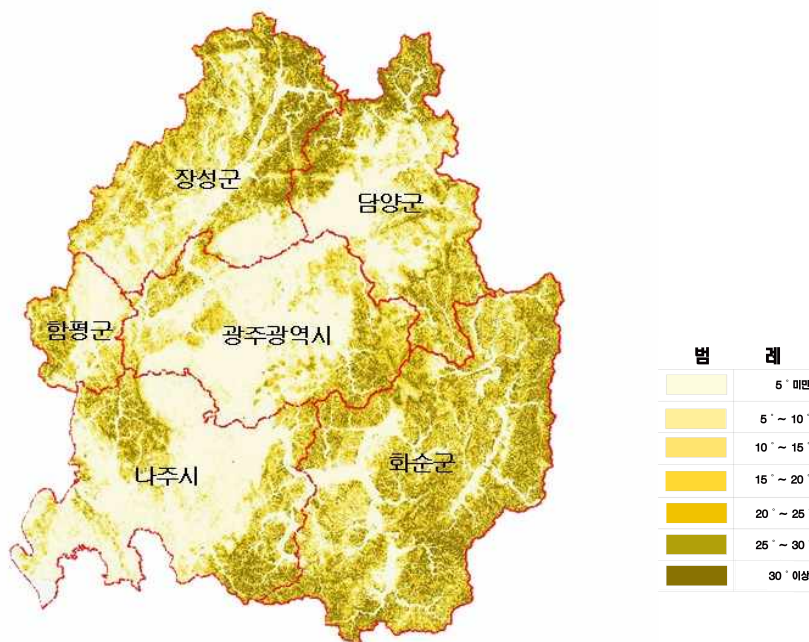 장성군
담양군
함평군
광주광역시
나주시
화순군
범 례
5˚미만
5˚~ 10˚
10˚~ 15˚
15˚~ 20˚
20˚~ 25
25˚~ 30
30˚이상